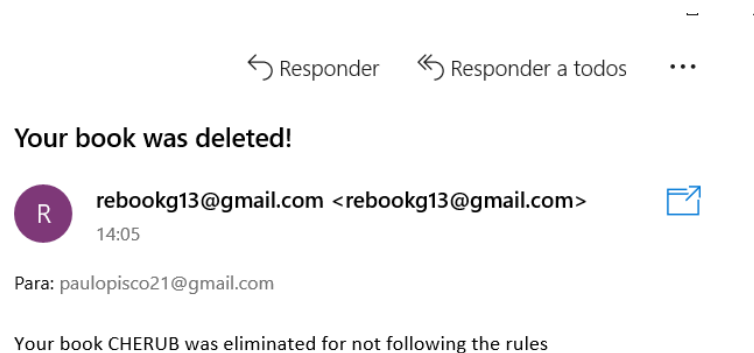 Responder Responder a todos ...
Your book was deleted!
R
rebookg13@gmail.com <rebookg13@gmail.com>
14:05
Para: paulopisco21@gmail.com
Your book CHERUB was eliminated for not following the rules